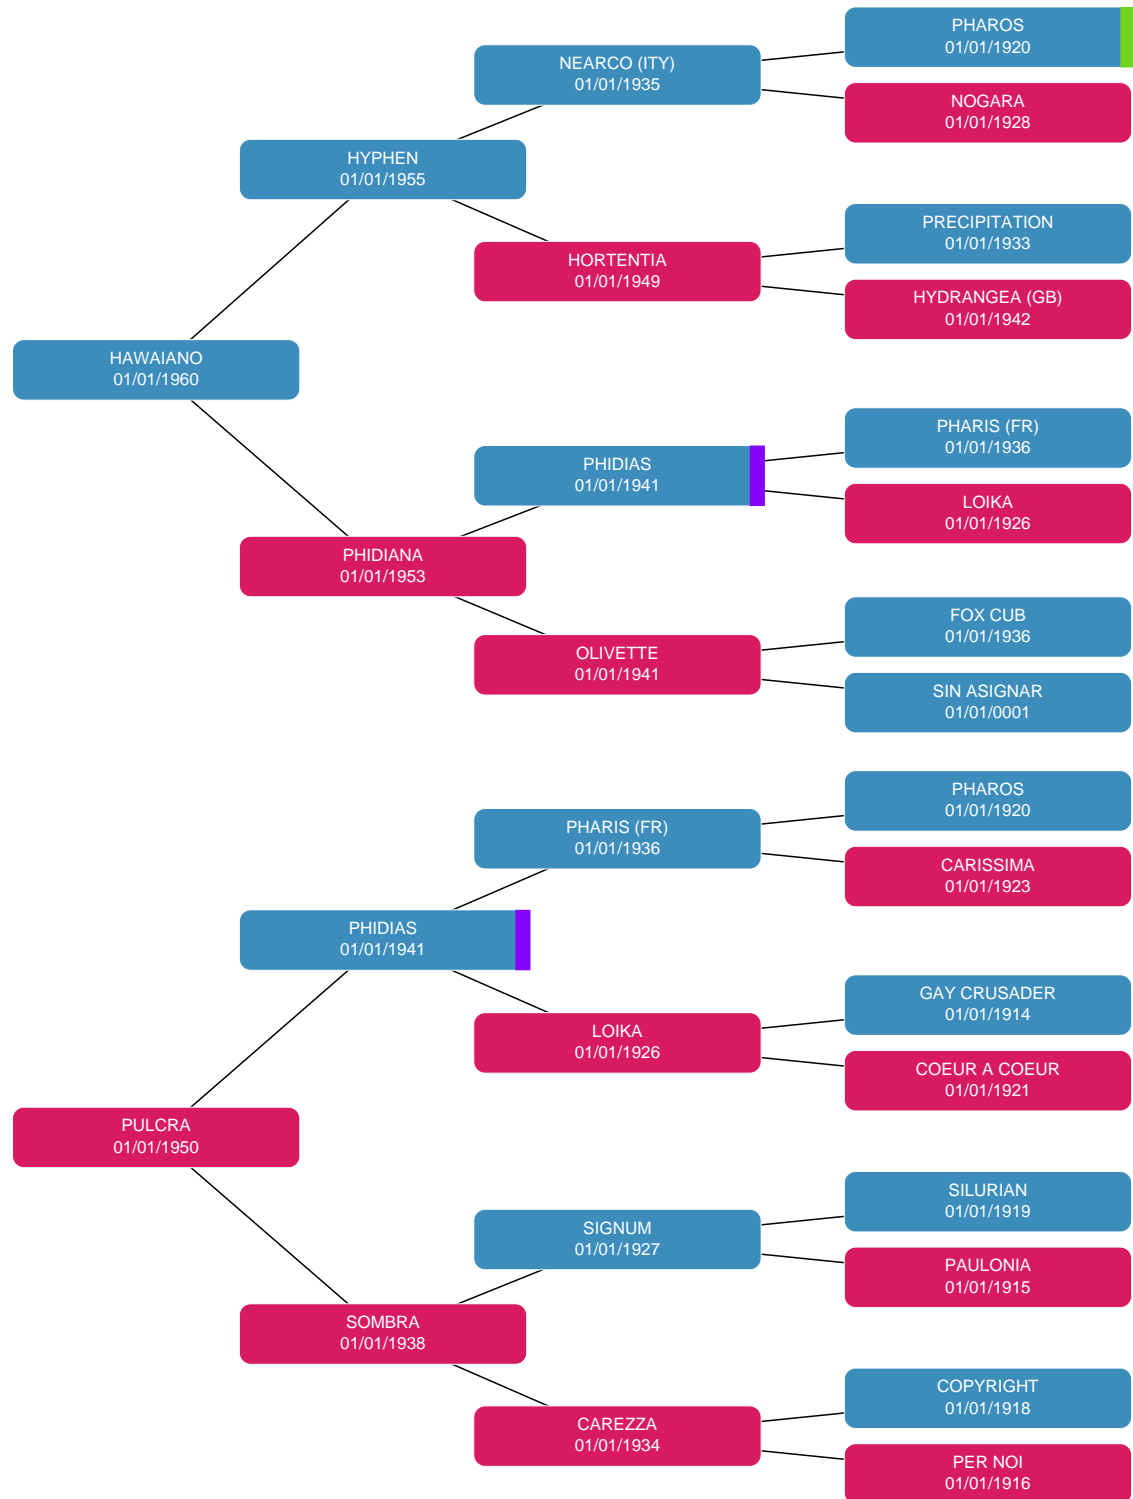 PHAROS
01/01/1920
NEARCO (ITY)
01/01/1935
NOGARA
01/01/1928
HYPHEN
01/01/1955
PRECIPITATION
01/01/1933
HORTENTIA
01/01/1949
HYDRANGEA (GB)
01/01/1942
HAWAIANO
01/01/1960
PHARIS (FR)
01/01/1936
PHIDIAS
01/01/1941
LOIKA
01/01/1926
PHIDIANA
01/01/1953
FOX CUB
01/01/1936
OLIVETTE
01/01/1941
SIN ASIGNAR
01/01/0001
PHAROS
01/01/1920
PHARIS (FR)
01/01/1936
CARISSIMA
01/01/1923
PHIDIAS
01/01/1941
GAY CRUSADER
01/01/1914
LOIKA
01/01/1926
COEUR A COEUR
01/01/1921
PULCRA
01/01/1950
SILURIAN
01/01/1919
SIGNUM
01/01/1927
PAULONIA
01/01/1915
SOMBRA
01/01/1938
COPYRIGHT
01/01/1918
CAREZZA
01/01/1934
PER NOI
01/01/1916